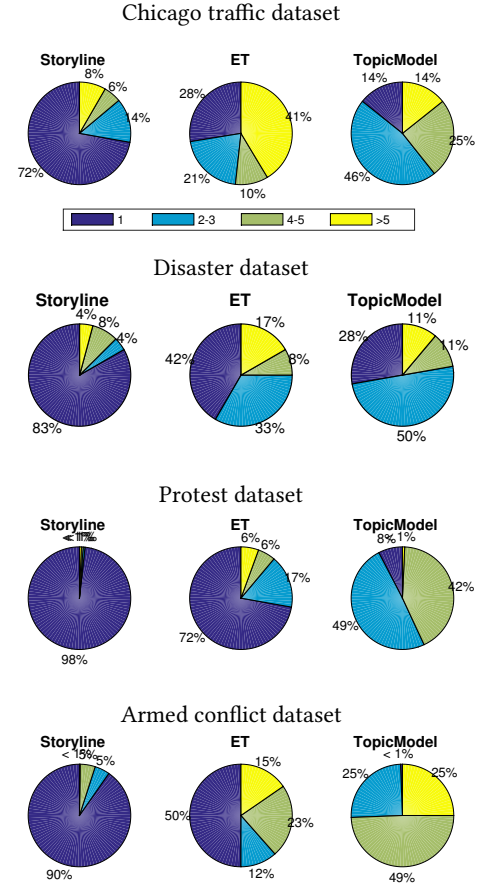 Chicago traffic dataset
Storyline ET TopicModel
8% 6% 14% 72%
28% 41% 21% 10%
14% 14% 25% 46%
1 2-3 4-5 >5
Disaster dataset
Storyline ET TopicModel
4% 8% 4% 83%
17% 8% 42% 33%
11% 11% 28% 50%
Protest dataset
Storyline ET TopicModel
98%
6% 6% 17% 72%
8% < 1% 42% 49%
Armed conflict dataset
Storyline ET TopicModel
< 1% 5% 5% 90%
15% 50% 23% 12%
< 1% 25% 25% 49%